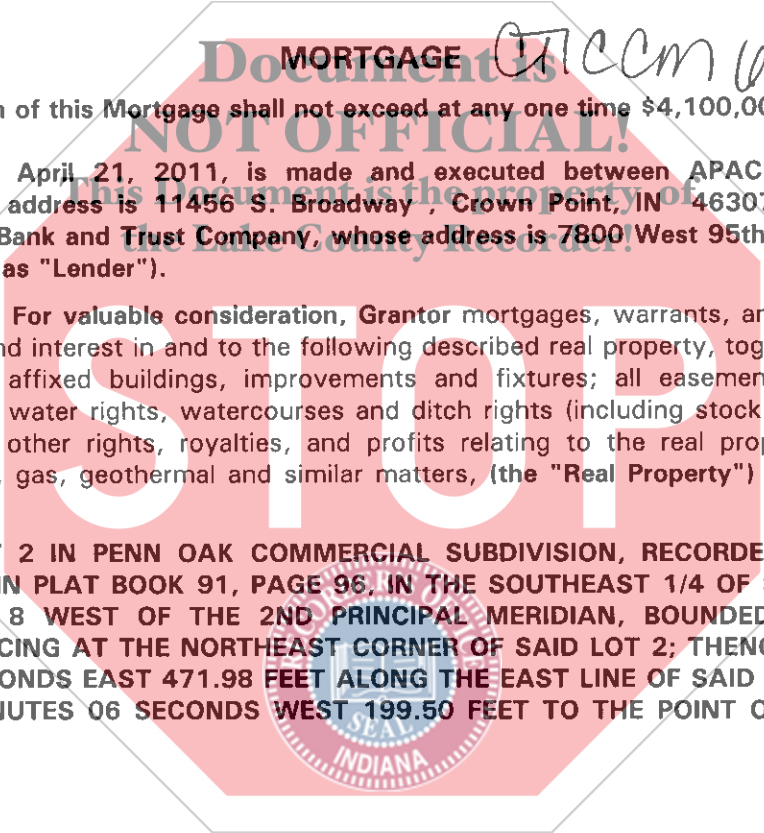 MORTGAGE
Document is
of this Mortgage shall not exceed at any one time $4,100,00
NOT OFFICIAL!
April 21, 2011, is made and executed between APAC
This Document is the property of
address is 11456 S. Broadway , Crown Point, IN 46307
the Lake County Recorder!
Bank and Trust Company, whose address is 7800 West 95th
as "Lender").
For valuable consideration, Grantor mortgages, warrants, an
nd interest in and to the following described real property, tog
affixed buildings, improvements and fixtures; all easemen
water rights, watercourses and ditch rights (including stock
other rights, royalties, and profits relating to the real prop
, gas, geothermal and similar matters, (the "Real Property")
STOP
2 IN PENN OAK COMMERCIAL SUBDIVISION, RECORDE
IN PLAT BOOK 91, PAGE 96, IN THE SOUTHEAST 1/4 OF
8 WEST OF THE 2ND PRINCIPAL MERIDIAN, BOUNDED
CING AT THE NORTHEAST CORNER OF SAID LOT 2; THENC
ONDS EAST 471.98 FEET ALONG THE EAST LINE OF SAID
NUTES 06 SECONDS WEST 199.50 FEET TO THE POINT O
SEAL
INDIANA